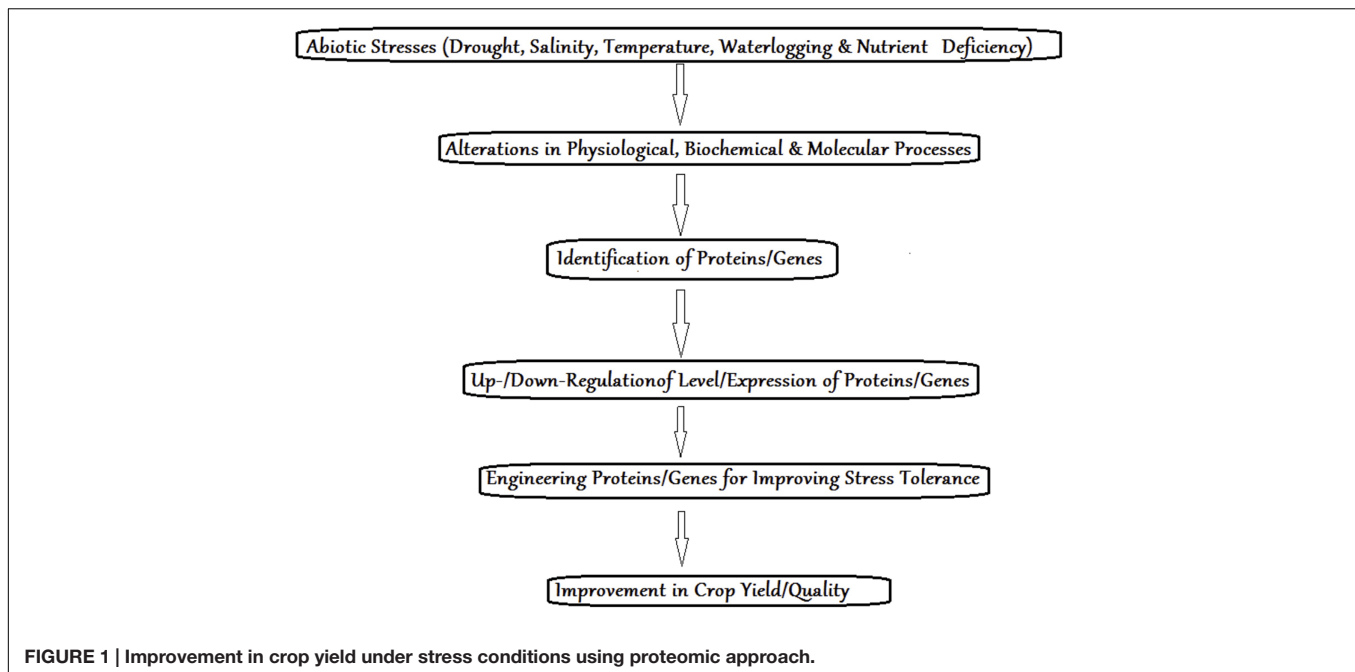 Abiotic Stresses (Drought, Salinity, Temperature, Waterlogging & Nutrient Deficiency)
Alterations in Physiological, Biochemical & Molecular Processes
Identification of Proteins/Genes
Up-/Down-Regulationof Level/Expression of Proteins/Genes
Engineering Proteins/Genes for Improving Stress Tolerance
Improvement in Crop Yield/Quality
FIGURE 1 | Improvement in crop yield under stress conditions using proteomic approach.